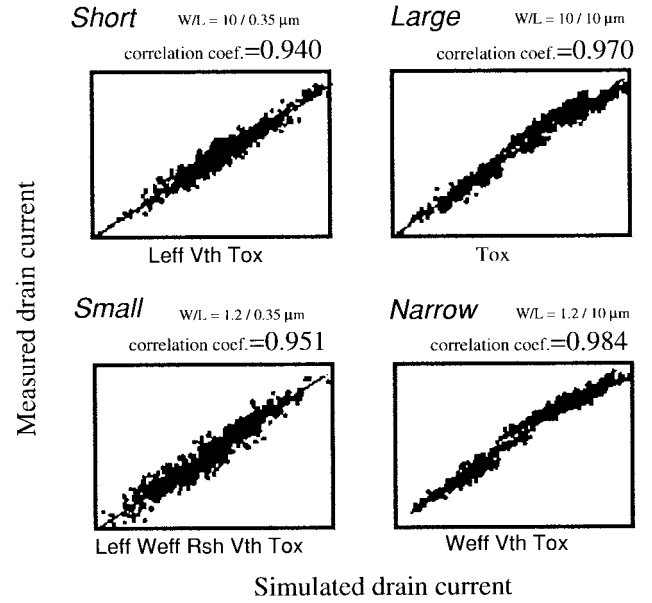 Short W/L = 10 / 0.35 μm
correlation coef.=0.940
Large W/L = 10 / 10 μm
correlation coef.=0.970
Leff Vth Tox
Tox
Small W/L = 1.2 / 0.35 μm
correlation coef.=0.951
Narrow W/L = 1.2 / 10 μm
correlation coef.=0.984
Leff Weff Rsh Vth Tox
Weff Vth Tox
Measured drain current
Simulated drain current